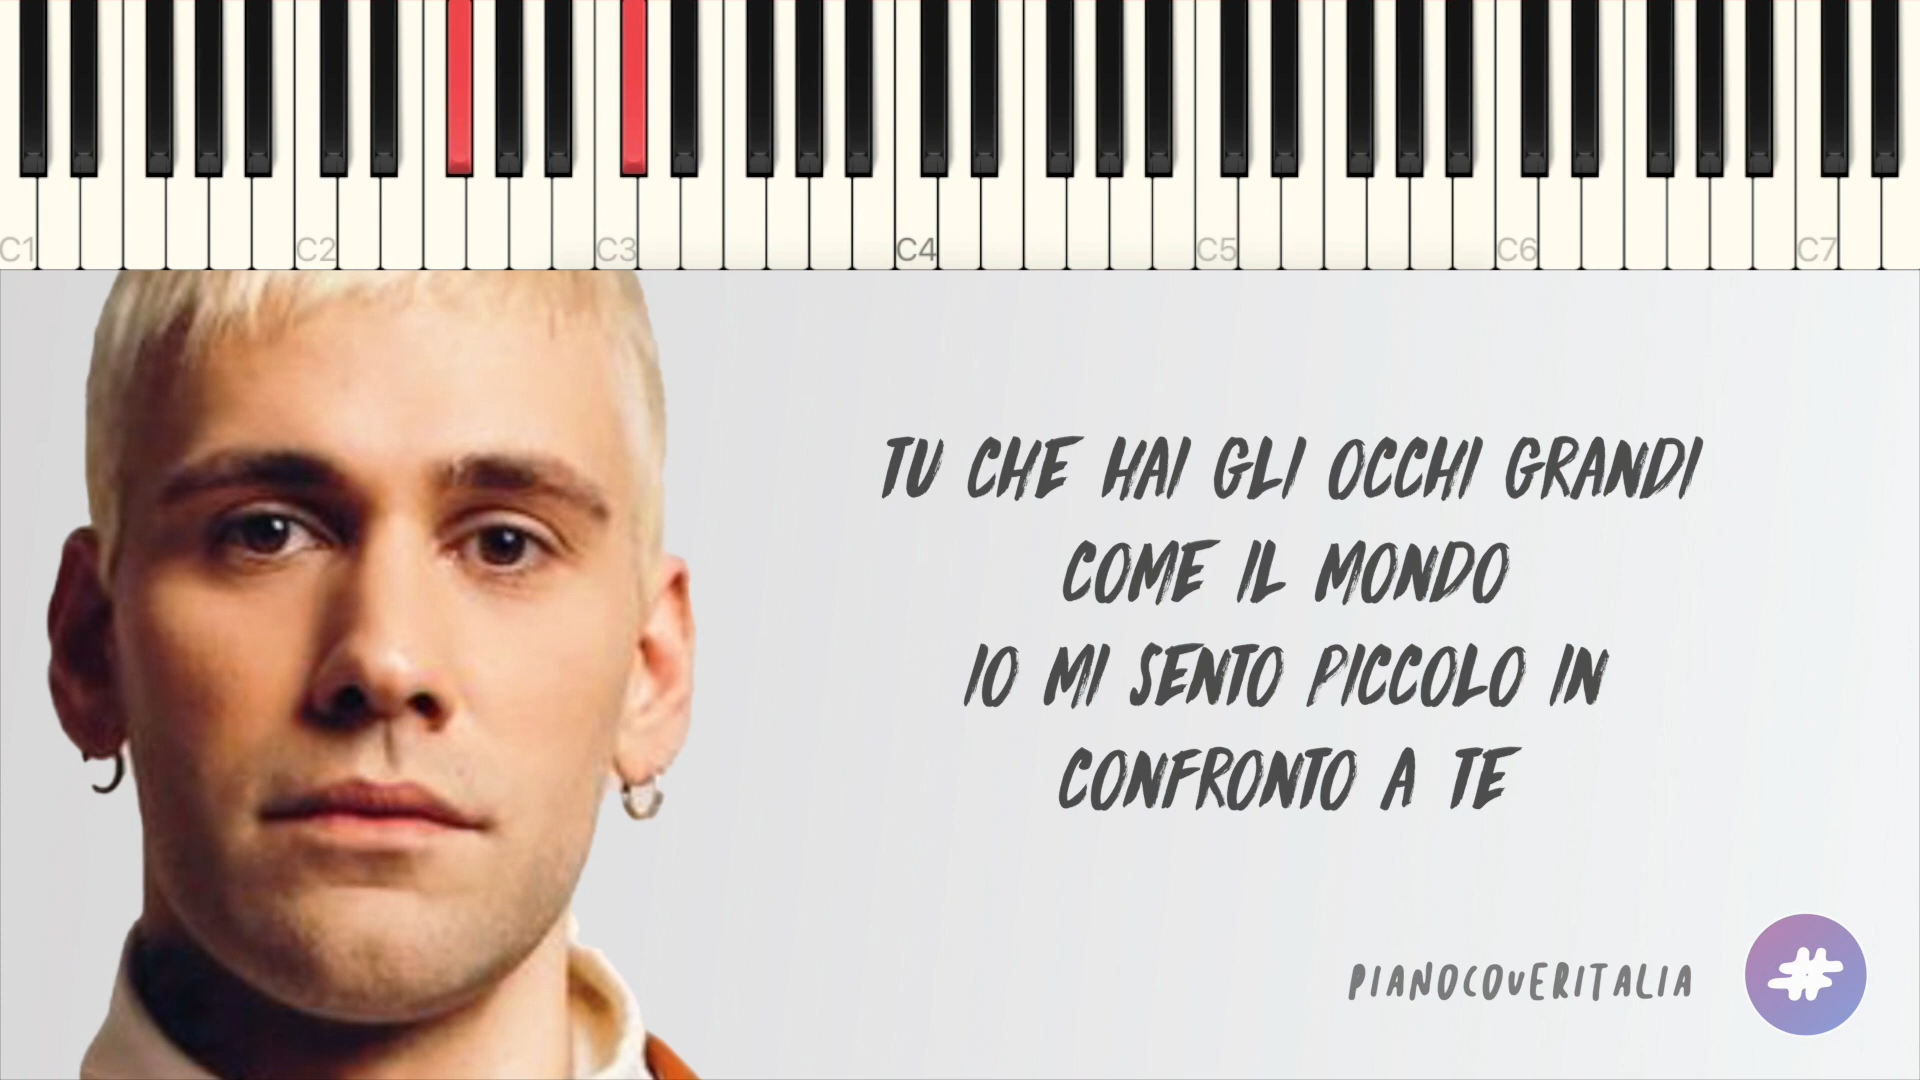 C1 C2 C3 C4 C5 C6 C7
TU CHE HAI GLI OCCHI GRANDI
COME IL MONDO
IO MI SENTO PICCOLO IN
CONFRONTO A TE
PIANOCOVERITALIA
#